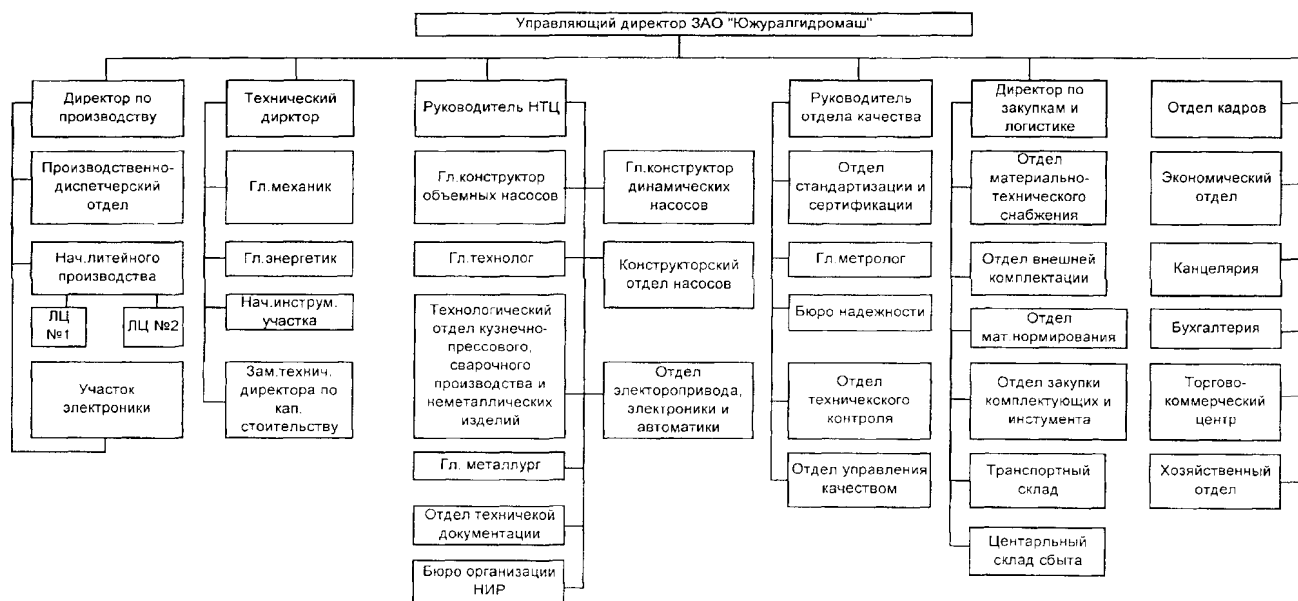 Управляющий директор ЗАО "Южуралгидромаш"
Директор по
производству
Производственно-
диспетчерский
отдел
Нач.литейного
производства
ЛЦ
№1
ЛЦ №2
Участок
электроники
Технический
дирктор
Гл.механик
Гл.энергетик
Нач.инструм.
участка
Зам.технич.
директора по
кап.
стоительству
Руководитель НТЦ
Гл.конструктор
объемных насосов
Гл.технолог
Технологический
отдел кузнечно-
прессового,
сварочного
производства и
неметаллических
изделий
Гл. металлург
Отдел техничекой
документации
Бюро организации
НИР
Гл.конструктор
динамических
насосов
Конструкторский
отдел насосов
Отдел
электоропривода,
электроники и
автоматики
Руководитель
отдела качества
Отдел
стандартизации и
сертификации
Гл.метролог
Бюро надежности
Отдел
техничекского
контроля
Отдел управления
качеством
Директор по
закупкам и
логистике
Отдел
материально-
технического
снабжения
Отдел внешней
комплектации
Отдел
мат.нормирования
Отдел закупки
комплектующих и
инстумента
Транспортный
склад
Центарльный
склад сбыта
Отдел кадров
Экономический
отдел
Канцелярия
Бухгалтерия
Торгово-
коммерческий
центр
Хозяйственный
отдел